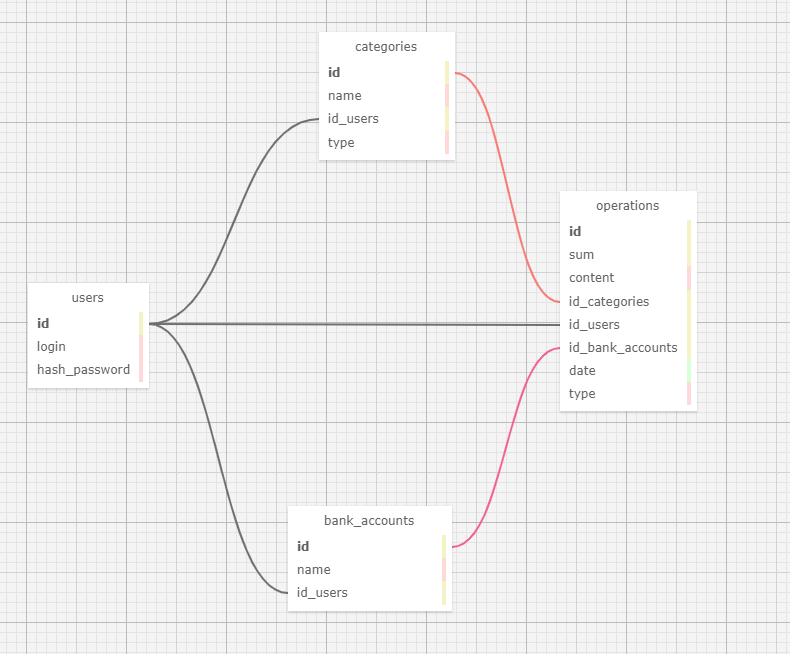 categories
id
name
id_users
type
operations
id
sum
content
id_categories
id_users
id_bank_accounts
date
type
users
id
login
hash_password
bank_accounts
id
name
id_users